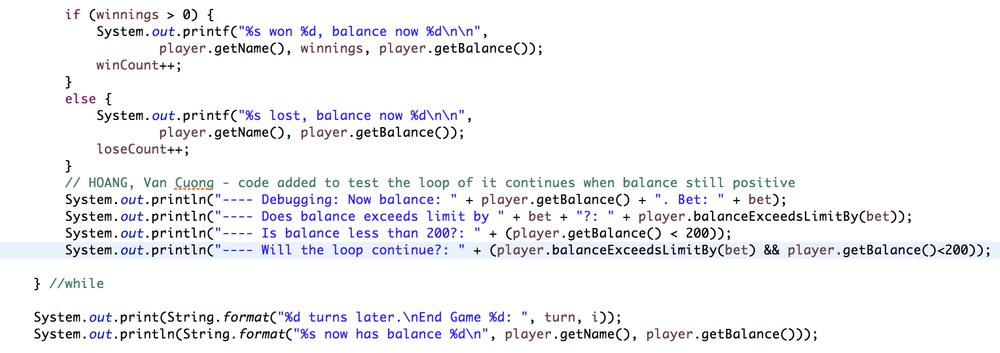 if (winnings > 0) {
System.out.printf("%s won %d, balance now %d\n\n",
player.getName(), winnings, player.getBalance());
winCount++;
}
else {
System.out.printf("%s lost, balance now %d\n\n",
player.getName(), player.getBalance());
loseCount++;
}
// HOANG, Van Cuong - code added to test the loop of it continues when balance still positive
System.out.println("---- Debugging: Now balance: " + player.getBalance() + ". Bet: " + bet);
System.out.println("---- Does balance exceeds limit by " + bet + "?: " + player.balanceExceedsLimitBy(bet));
System.out.println("---- Is balance less than 200?: " + (player.getBalance() < 200));
System.out.println("---- Will the loop continue?: " + (player.balanceExceedsLimitBy(bet) && player.getBalance()<200));
} //while
System.out.print(String.format("%d turns later.\nEnd Game %d: ", turn, i));
System.out.println(String.format("%s now has balance %d\n", player.getName(), player.getBalance()));